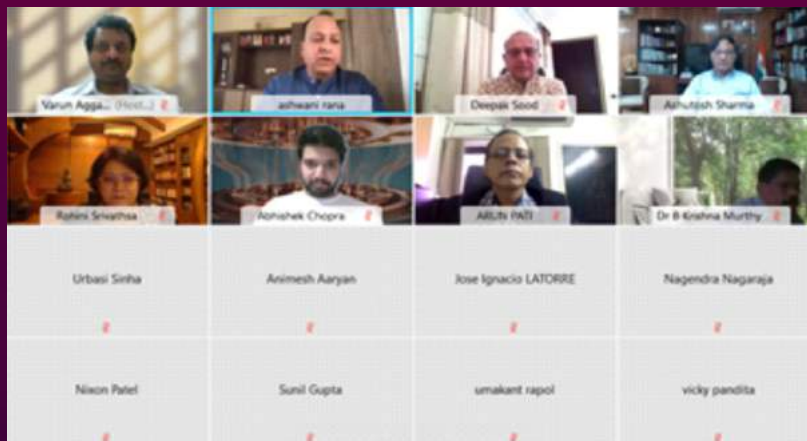 Varun Agga... (Host...)
ashwani rana
Deepak Sood
Ashutosh Sharma
Rohini Srivathsa
Abhishek Chopra
ARUN PATI
Dr B Krishna Murthy
Urbasi Sinha
Animesh Aaryan
Jose Ignacio LATORRE
Nagendra Nagaraja
Nixon Patel
Sunil Gupta
umakant rapol
vicky pandita